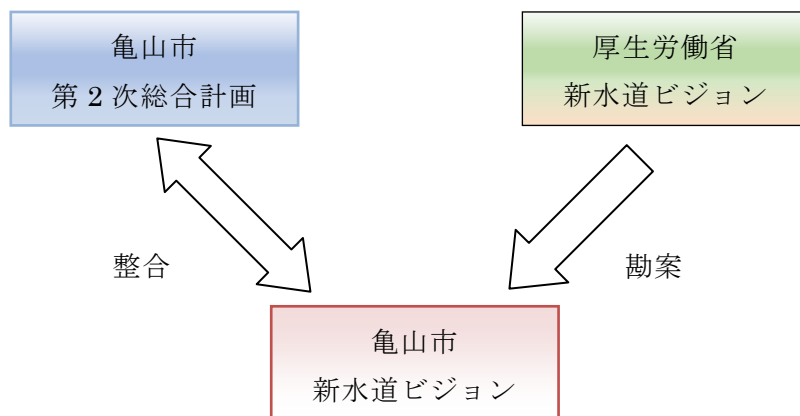 亀山市
第2次総合計画
厚生労働省
新水道ビジョン
整合
勘案
亀山市
新水道ビジョン